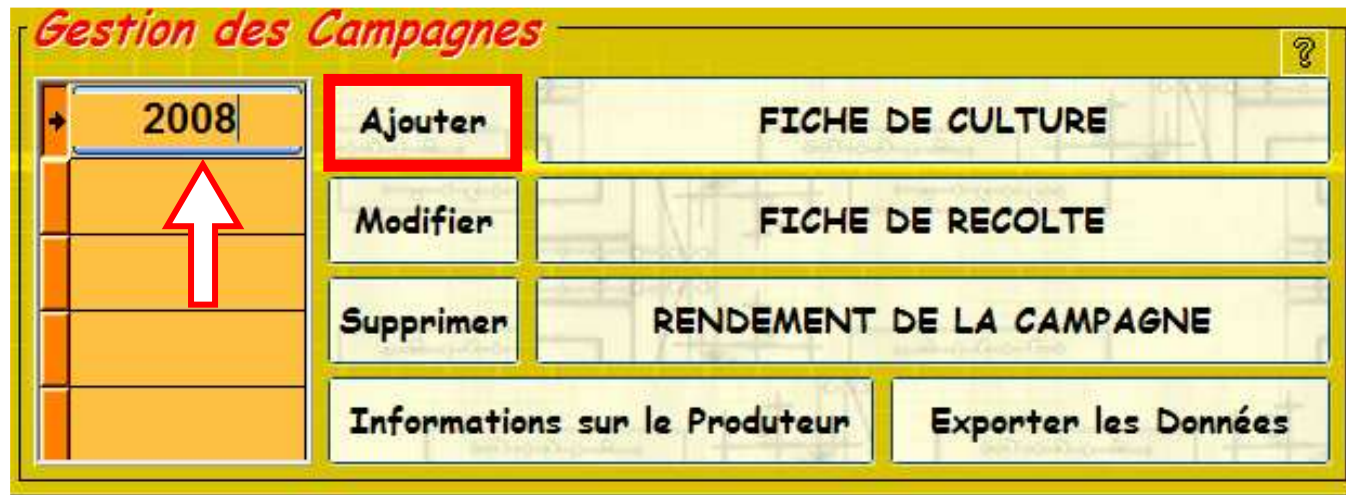 Gestion des Campagnes
?
2008
Ajouter
FICHE DE CULTURE
Modifier
FICHE DE RECOLTE
Supprimer
RENDEMENT DE LA CAMPAGNE
Informations sur le Produteur
Exporter les Données